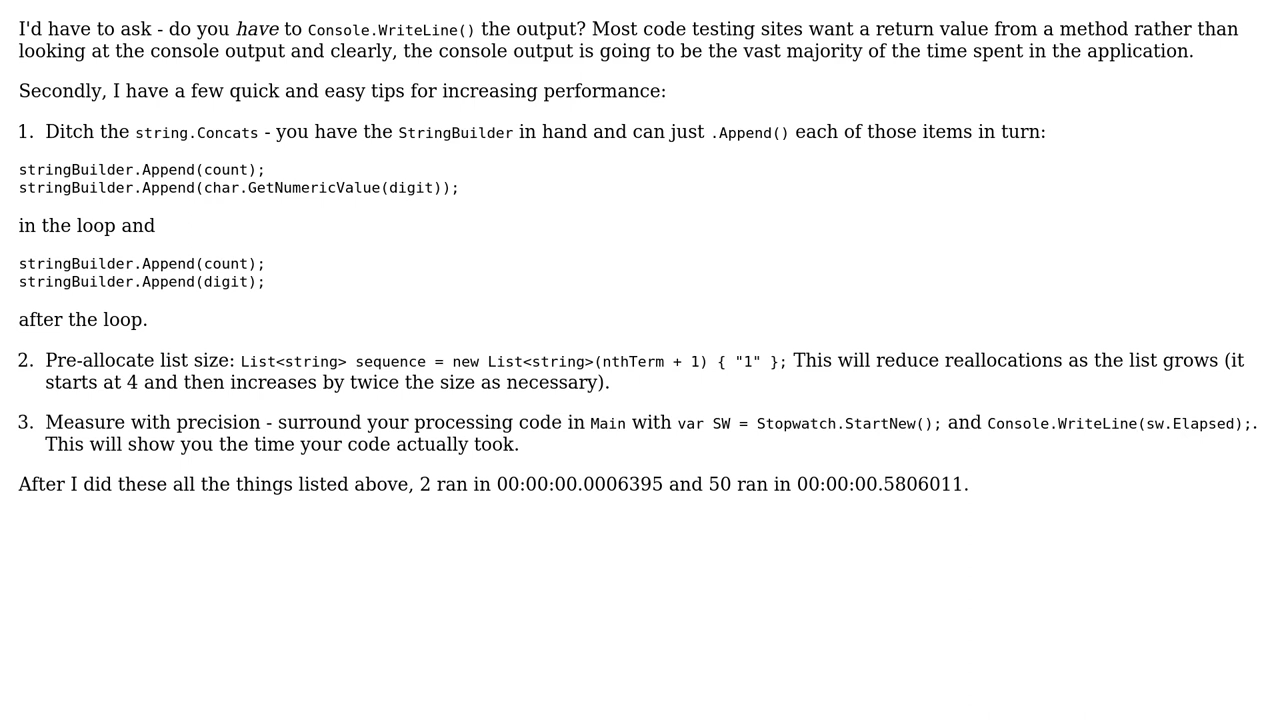 I'd have to ask - do you have to Console.WriteLine() the output? Most code testing sites want a return value from a method rather than
looking at the console output and clearly, the console output is going to be the vast majority of the time spent in the application.
Secondly, I have a few quick and easy tips for increasing performance:
1. Ditch the string.Concats - you have the StringBuilder in hand and can just .Append() each of those items in turn:
stringBuilder.Append(count);
stringBuilder.Append(char.GetNumericValue(digit));
in the loop and
stringBuilder.Append(count);
stringBuilder.Append(digit);
after the loop.
2. Pre-allocate list size: List<string> sequence = new List<string>(nthTerm + 1) { "1" }; This will reduce reallocations as the list grows (it
starts at 4 and then increases by twice the size as necessary).
3. Measure with precision - surround your processing code in Main with var SW = Stopwatch.StartNew(); and Console.WriteLine(sw.Elapsed);.
This will show you the time your code actually took.
After I did these all the things listed above, 2 ran in 00:00:00.0006395 and 50 ran in 00:00:00.5806011.